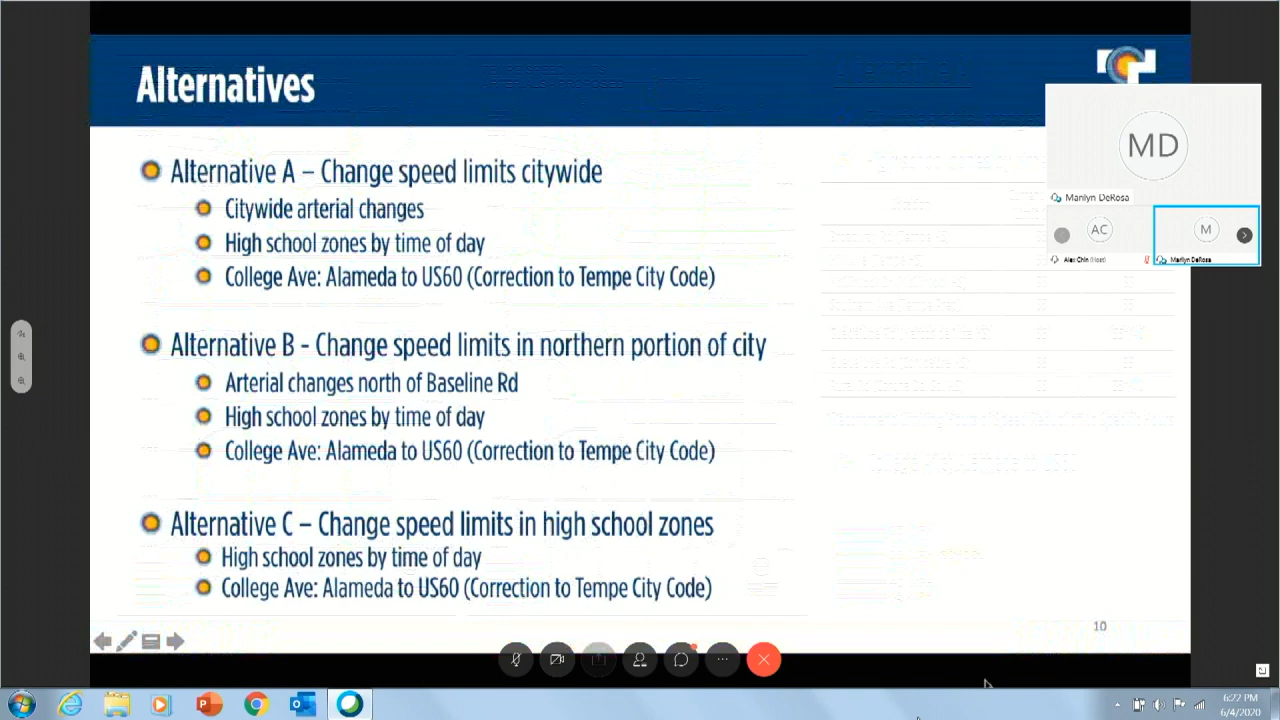 Alternatives
Alternative A – Change speed limits citywide
Citywide arterial changes
High school zones by time of day
College Ave: Alameda to US60 (Correction to Tempe City Code)
Alternative B - Change speed limits in northern portion of city
Arterial changes north of Baseline Rd
High school zones by time of day
College Ave: Alameda to US60 (Correction to Tempe City Code)
Alternative C – Change speed limits in high school zones
High school zones by time of day
College Ave: Alameda to US60 (Correction to Tempe City Code)
10
MD
Marilyn DeRosa
AC
M
Alex Chin (Host)
Marilyn DeRosa
6:22 PM
6/4/2020